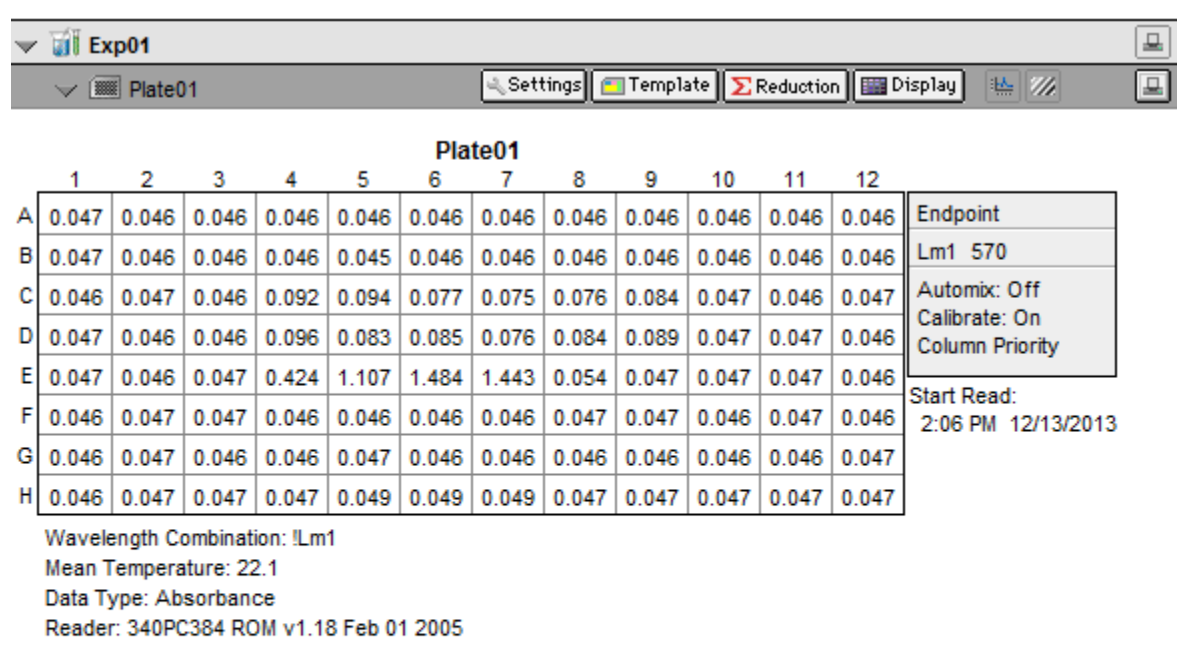 Exp01
Plate01 Settings Template Reduction Display
Plate01
1 2 3 4 5 6 7 8 9 10 11 12
A 0.047 0.046 0.046 0.046 0.046 0.046 0.046 0.046 0.046 0.046 0.046 0.046
B 0.047 0.046 0.046 0.046 0.045 0.046 0.046 0.046 0.046 0.046 0.046 0.046
C 0.046 0.047 0.046 0.092 0.094 0.077 0.075 0.076 0.084 0.047 0.046 0.047
D 0.047 0.046 0.046 0.096 0.083 0.085 0.076 0.084 0.089 0.047 0.047 0.046
E 0.047 0.046 0.047 0.424 1.107 1.484 1.443 0.054 0.047 0.047 0.047 0.046
F 0.046 0.047 0.046 0.046 0.046 0.046 0.047 0.047 0.046 0.047 0.047 0.046
G 0.046 0.047 0.046 0.046 0.047 0.046 0.046 0.046 0.046 0.046 0.046 0.047
H 0.046 0.047 0.047 0.047 0.049 0.049 0.049 0.047 0.047 0.047 0.047 0.047
Endpoint
Lm1 570
Automix: Off
Calibrate: On
Column Priority
Start Read:
2:06 PM 12/13/2013
Wavelength Combination: !Lm1
Mean Temperature: 22.1
Data Type: Absorbance
Reader: 340PC384 ROM v1.18 Feb 01 2005